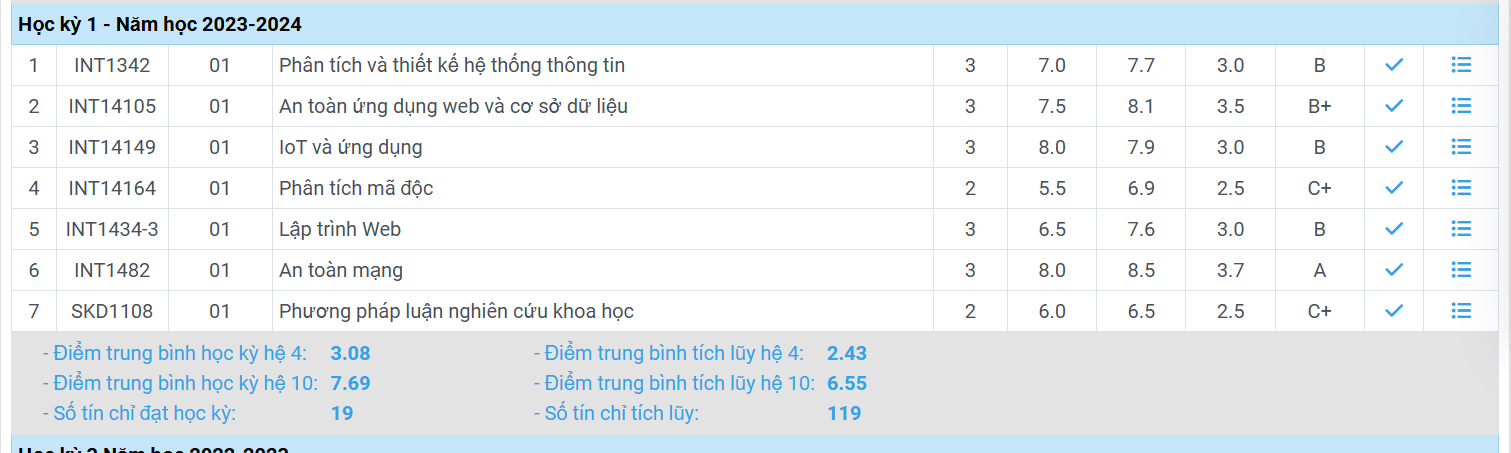 Học kỳ 1 - Năm học 2023-2024
1 INT1342 01 Phân tích và thiết kế hệ thống thông tin 3 7.0 7.7 3.0 B
2 INT14105 01 An toàn ứng dụng web và cơ sở dữ liệu 3 7.5 8.1 3.5 B+
3 INT14149 01 IoT và ứng dụng 3 8.0 7.9 3.0 B
4 INT14164 01 Phân tích mã độc 2 5.5 6.9 2.5 C+
5 INT1434-3 01 Lập trình Web 3 6.5 7.6 3.0 B
6 INT1482 01 An toàn mạng 3 8.0 8.5 3.7 A
7 SKD1108 01 Phương pháp luận nghiên cứu khoa học 2 6.0 6.5 2.5 C+
- Điểm trung bình học kỳ hệ 4: 3.08 - Điểm trung bình tích lũy hệ 4: 2.43
- Điểm trung bình học kỳ hệ 10: 7.69 - Điểm trung bình tích lũy hệ 10: 6.55
- Số tín chỉ đạt học kỳ: 19 - Số tín chỉ tích lũy: 119